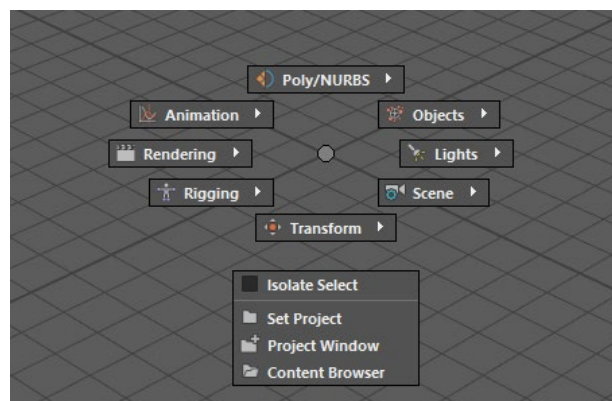 Poly/NURBS
Animation
Objects
Rendering
Lights
Rigging
Scene
Transform
Isolate Select
Set Project
Project Window
Content Browser